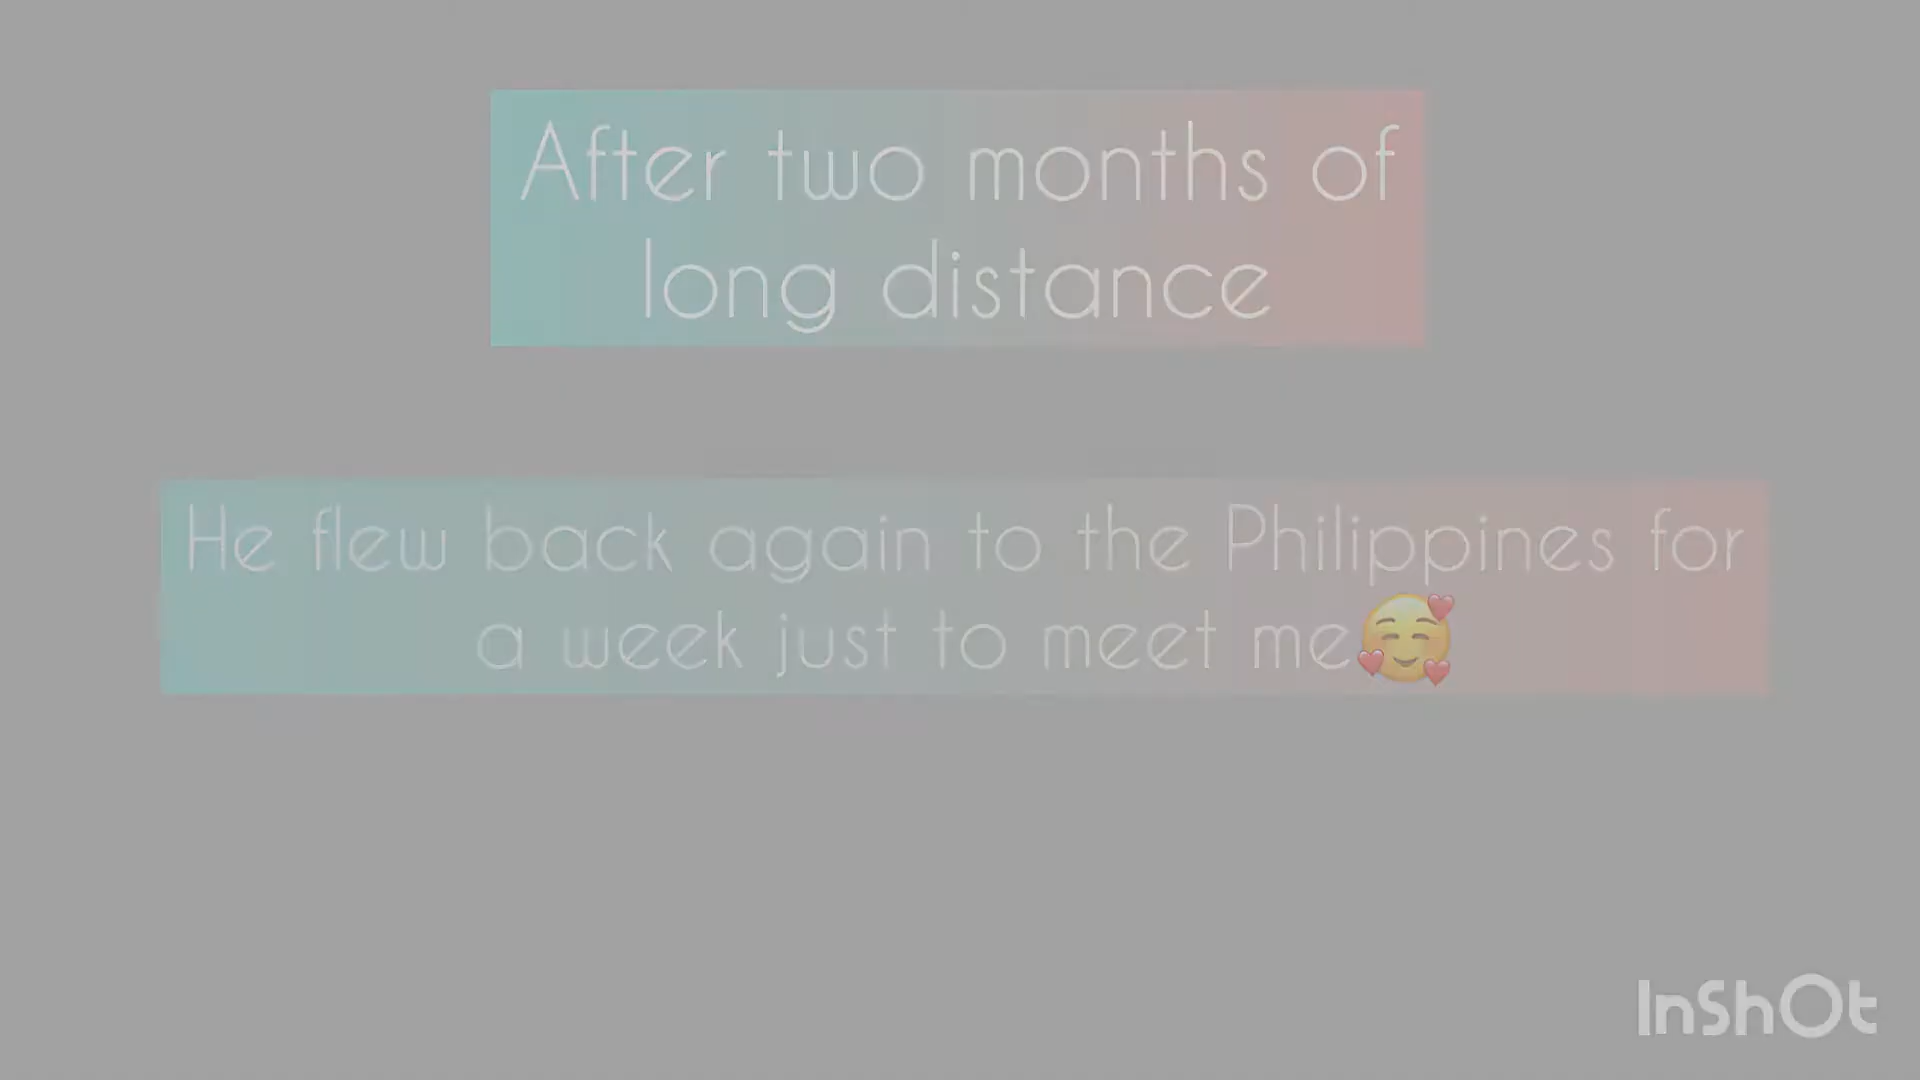 After two months of
long distance
He flew back again to the Philippines for
a week just to meet me🥰
InShOt